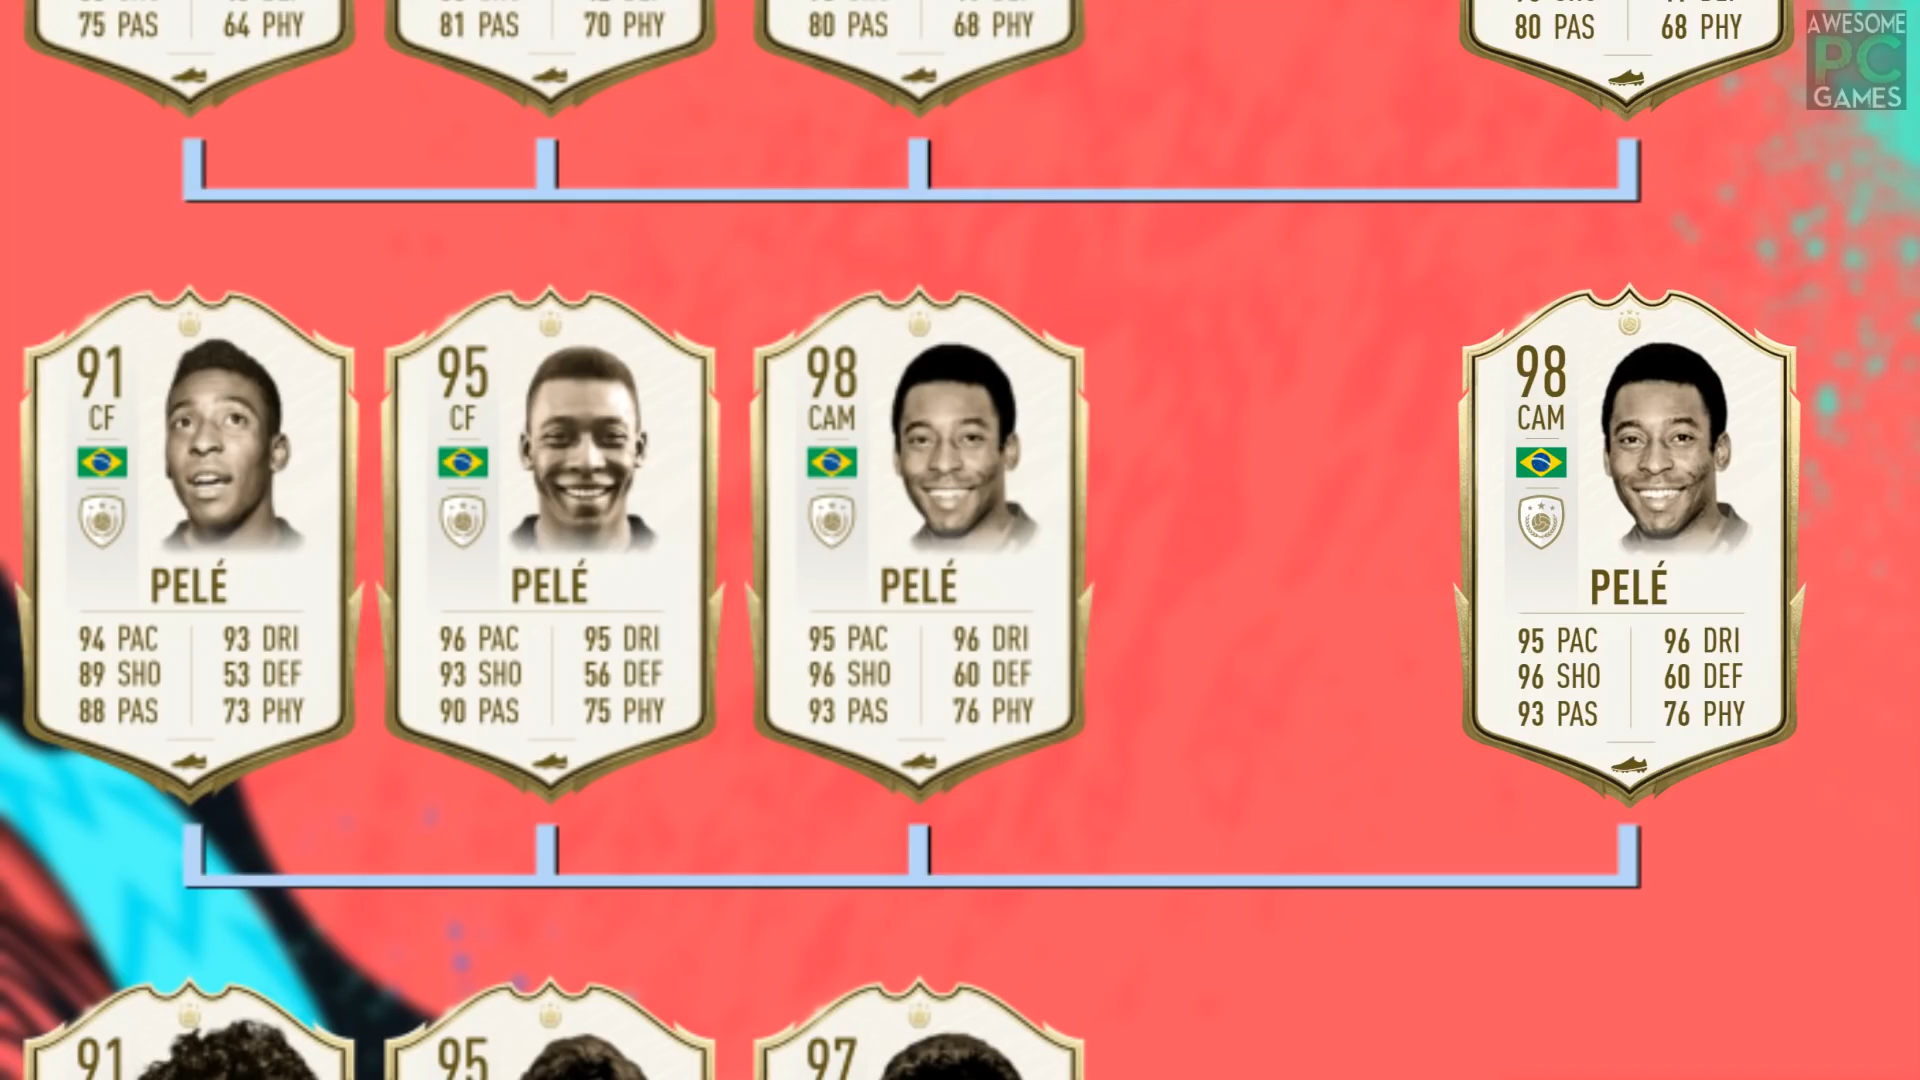 75 PAS 64 PHY
81 PAS 70 PHY
80 PAS 68 PHY
80 PAS 68 PHY
AWESOME
PC
GAMES
91
CF
PELÉ
94 PAC 93 DRI
89 SHO 53 DEF
88 PAS 73 PHY
95
CF
PELÉ
96 PAC 95 DRI
93 SHO 56 DEF
90 PAS 75 PHY
98
CAM
PELÉ
95 PAC 96 DRI
96 SHO 60 DEF
93 PAS 76 PHY
98
CAM
PELÉ
95 PAC 96 DRI
96 SHO 60 DEF
93 PAS 76 PHY
91
95
97